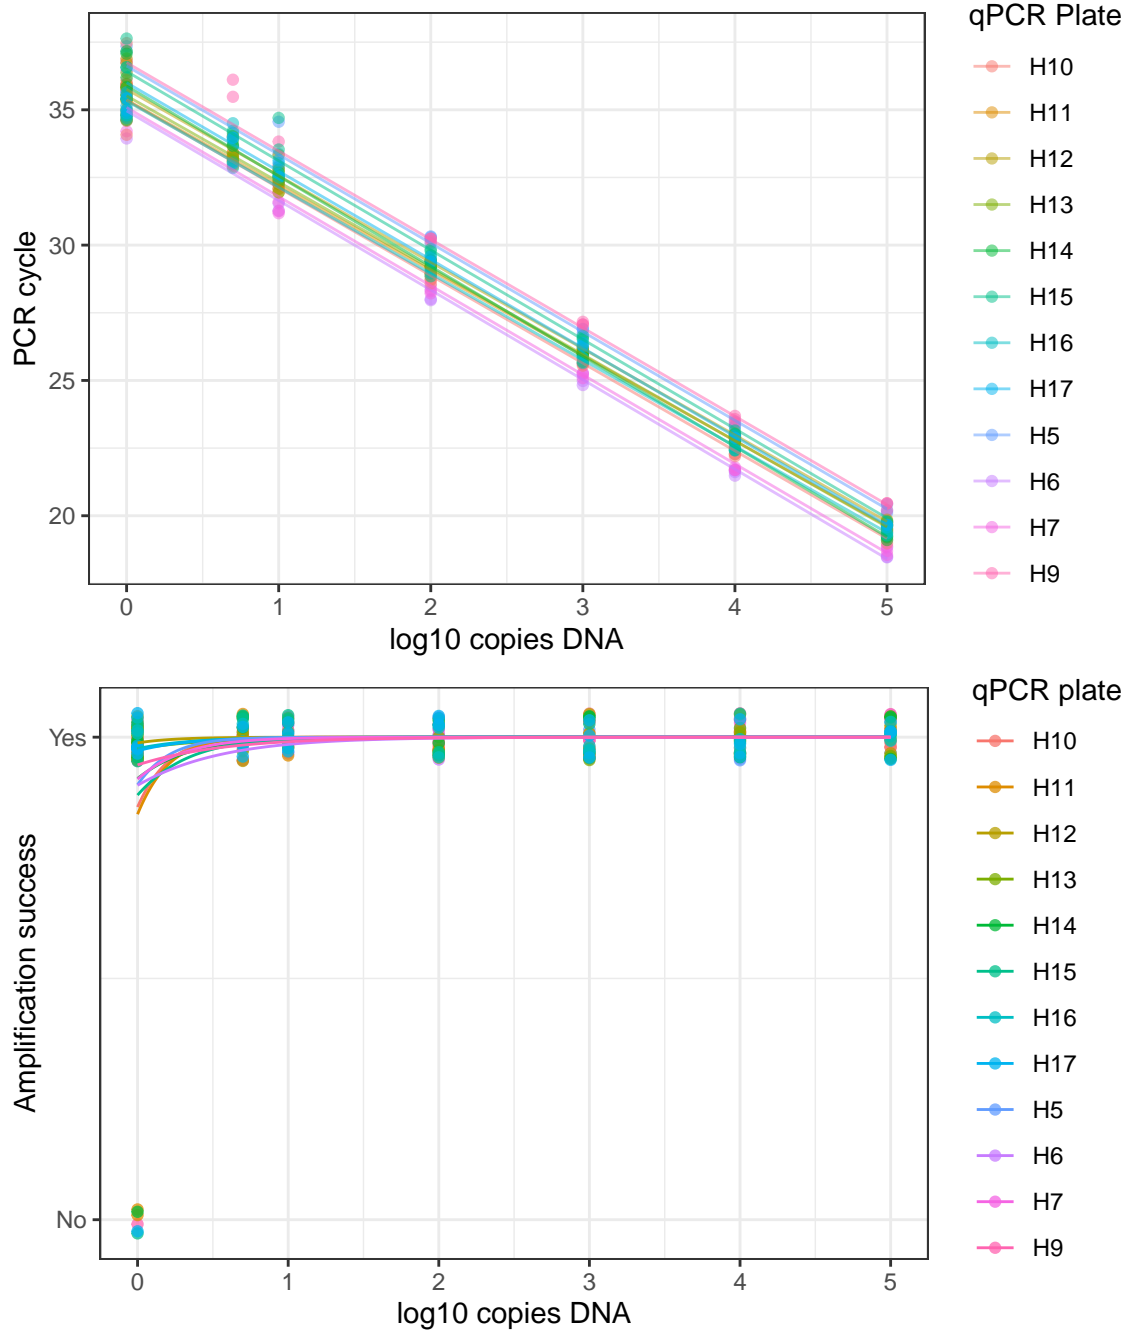 qPCR Plate
H10
H11
H12
H13
H14
H15
H16
H17
H5
H6
H7
H9
PCR cycle
35
30
25
20
0 1 2 3 4 5
log10 copies DNA
qPCR plate
H10
H11
H12
H13
H14
H15
H16
H17
H5
H6
H7
H9
Amplification success
Yes
No
0 1 2 3 4 5
log10 copies DNA